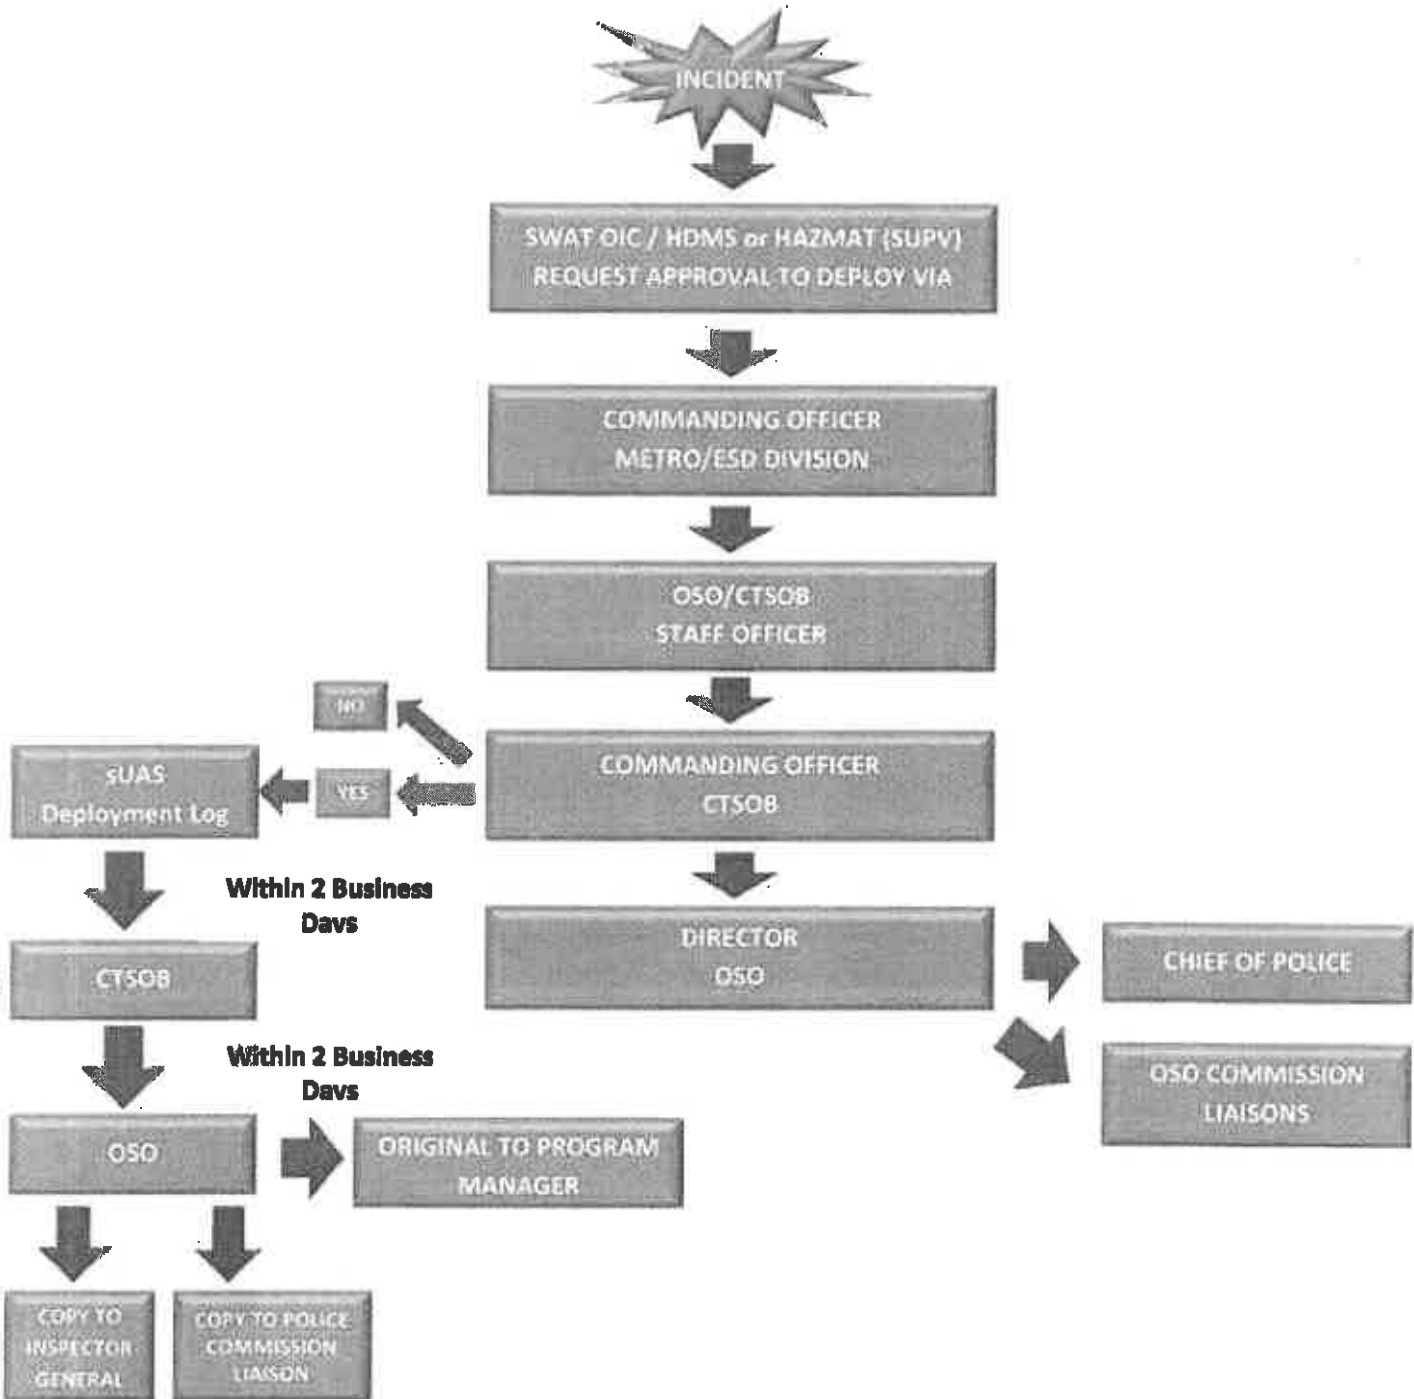 INCIDENT
SWAT OIC / HDMS or HAZMAT (SUPV)
REQUEST APPROVAL TO DEPLOY VIA
COMMANDING OFFICER
METRO/ESD DIVISION
OSO/CTSOB
STAFF OFFICER
NO
COMMANDING OFFICER
CTSOB
YES
sUAS
Deployment Log
Within 2 Business
Days
DIRECTOR
OSO
CHIEF OF POLICE
CTSOB
OSO COMMISSION
LIAISONS
Within 2 Business
Days
OSO
ORIGINAL TO PROGRAM
MANAGER
COPY TO
INSPECTOR
GENERAL
COPY TO POLICE
COMMISSION
LIAISON